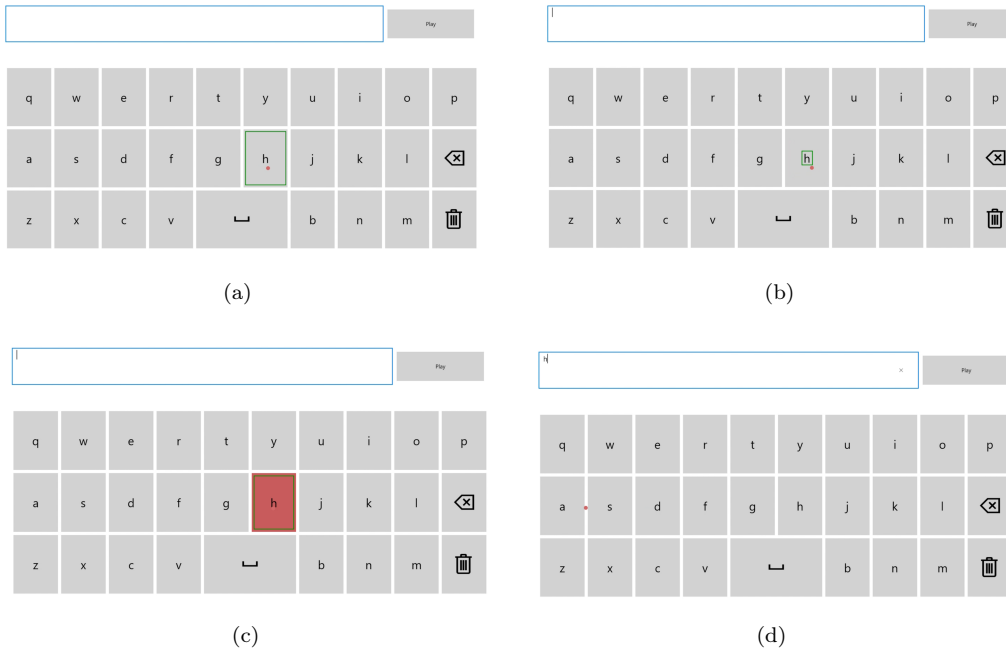 Play
q w e r t y u i o p
a s d f g h j k l
z x c v b n m
(a)
Play
q w e r t y u i o p
a s d f g h j k l
z x c v b n m
(b)
Play
q w e r t y u i o p
a s d f g h j k l
z x c v b n m
(c)
h
Play
q w e r t y u i o p
a s d f g h j k l
z x c v b n m
(d)